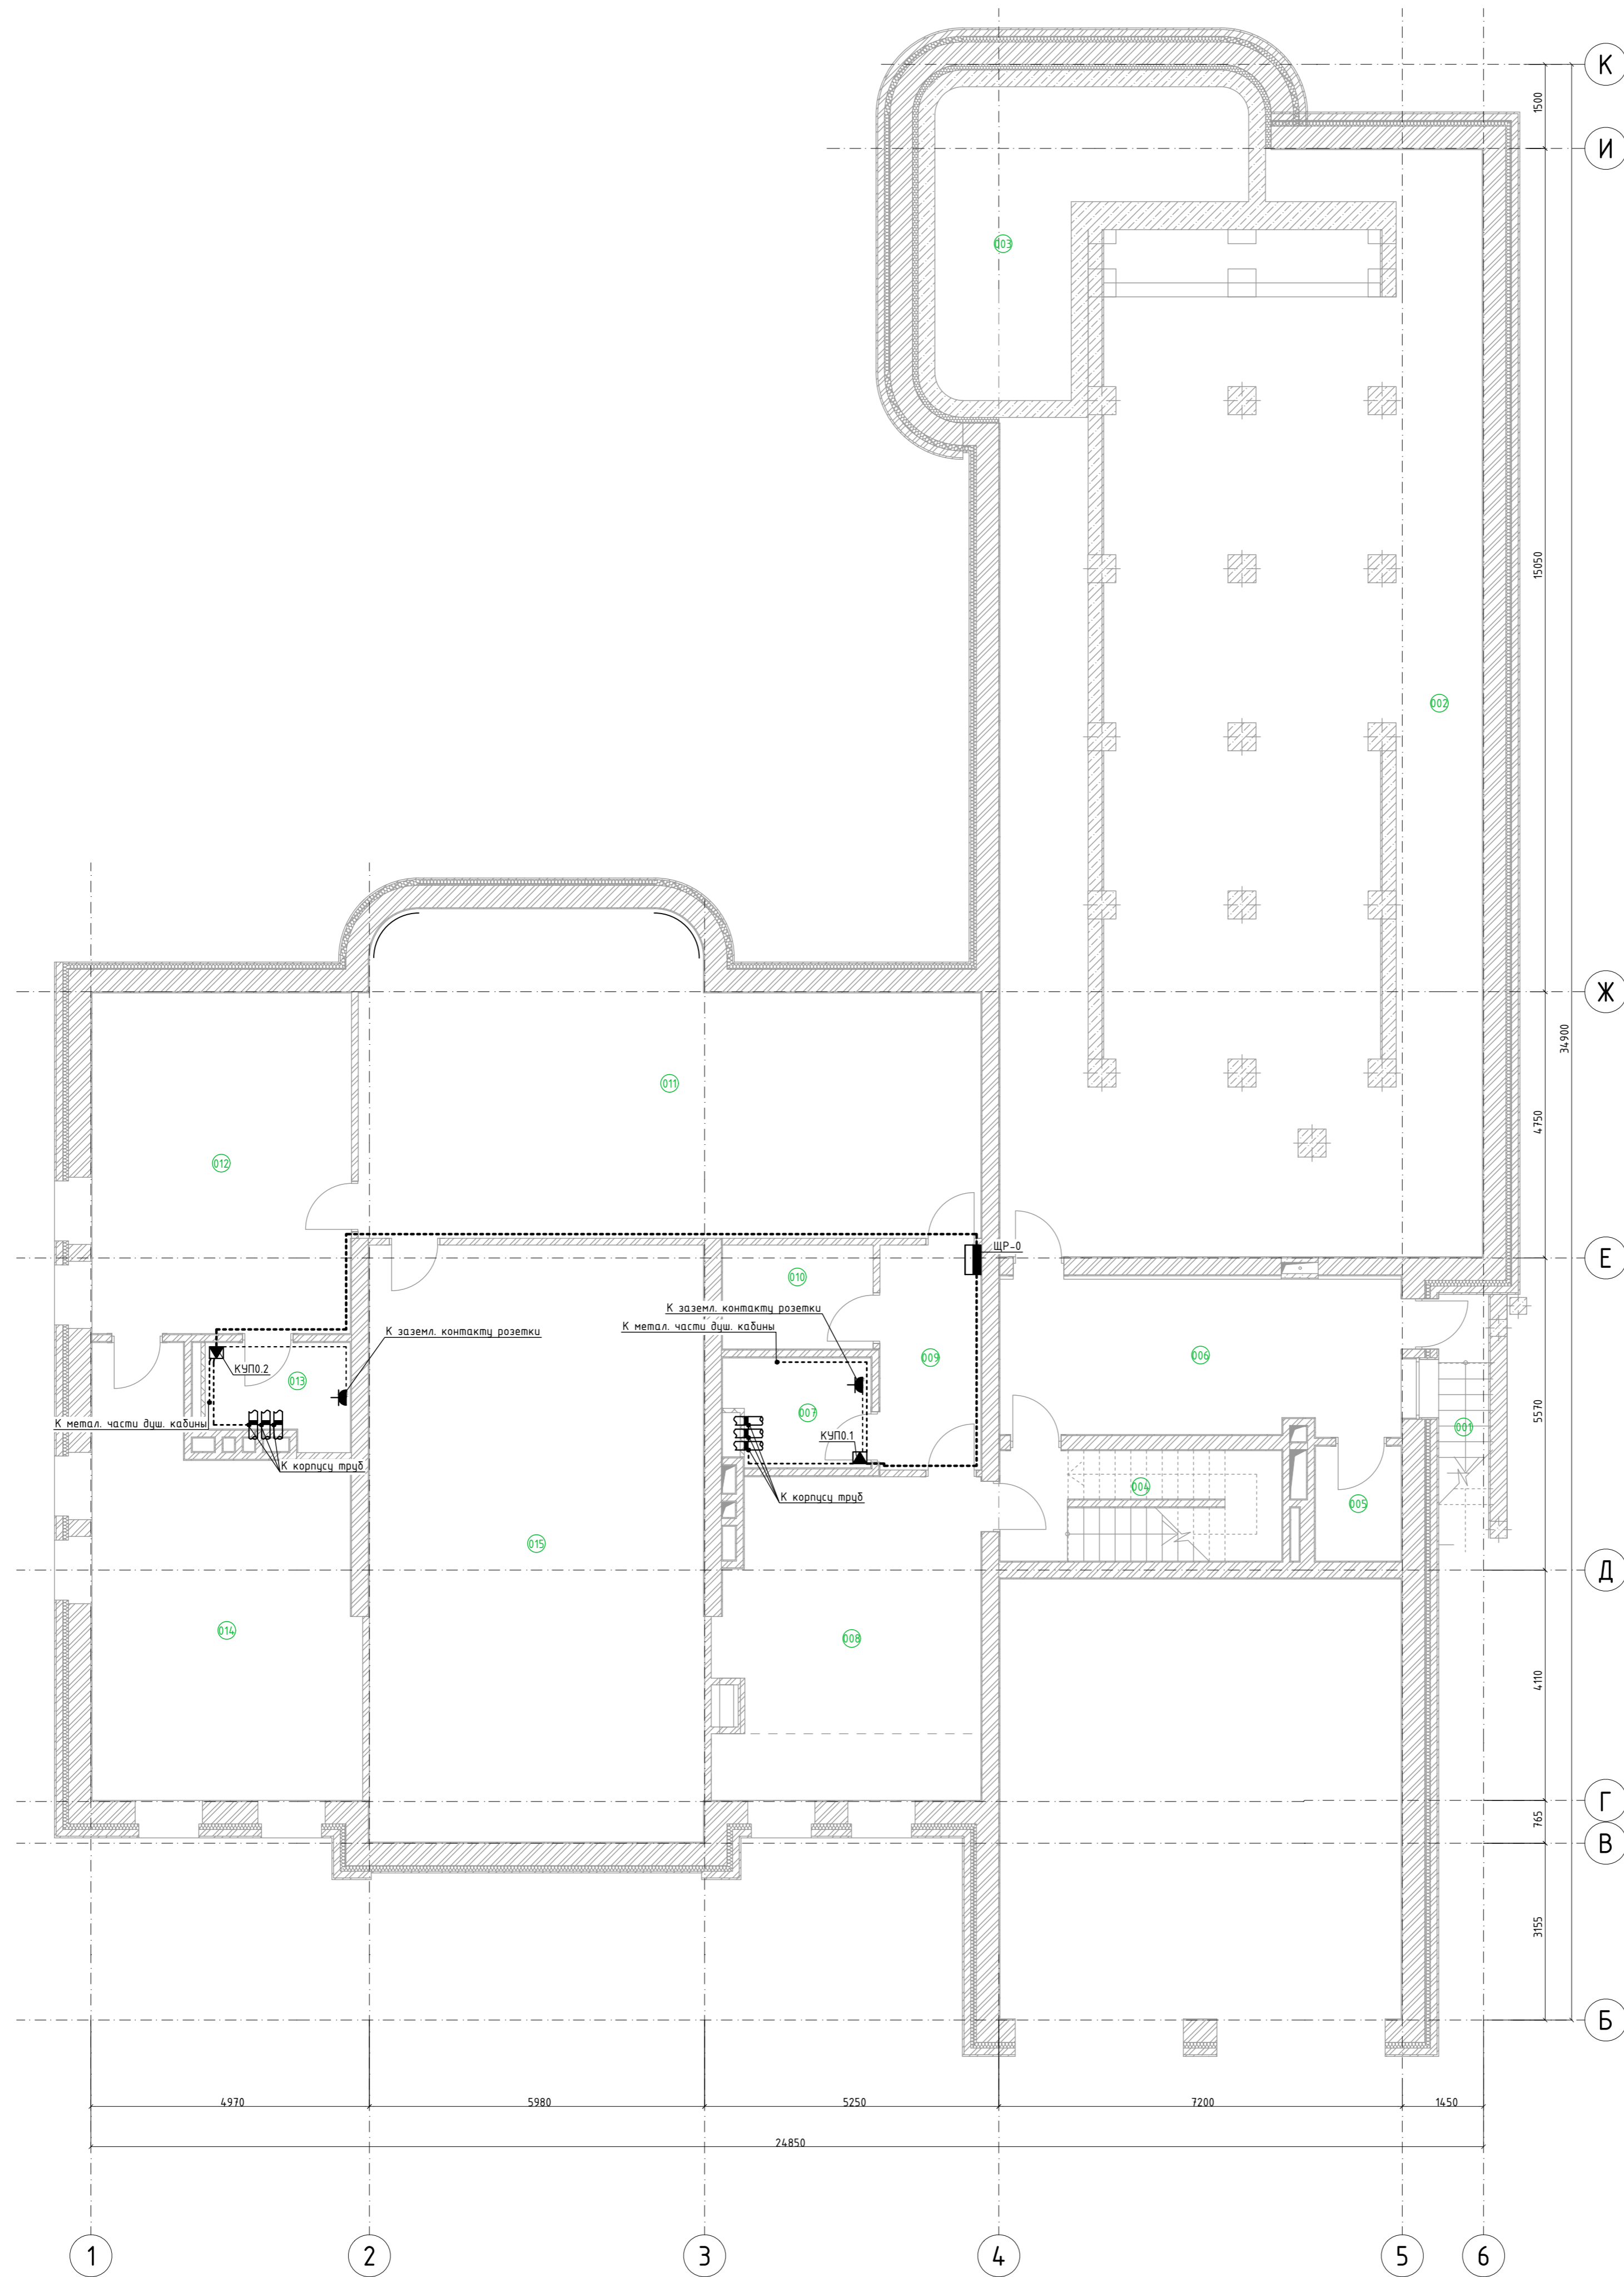 К
1500
И
003
15050
002
Ж
34900
011
4750
012
ЩР-0
Е
010
К заземл. контакту розетки
К метал. части душ. кабины
К заземл. контакту розетки
009
006
КУП0.2
013
007
001
5570
К метал. части душ. кабины
КУП0.1
К корпусу труб
К корпусу труб
004
005
015
Д
014
008
4110
Г
765
В
3155
Б
4970
5980
5250
7200
1450
24850
1
2
3
4
5
6